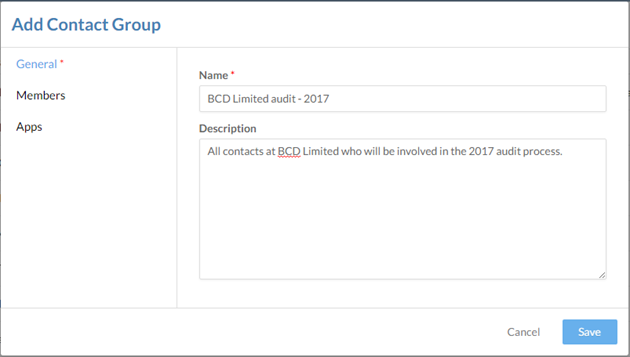 Add Contact Group
General *
Members
Apps
Name *
BCD Limited audit - 2017
Description
All contacts at BCD Limited who will be involved in the 2017 audit process.
Cancel
Save